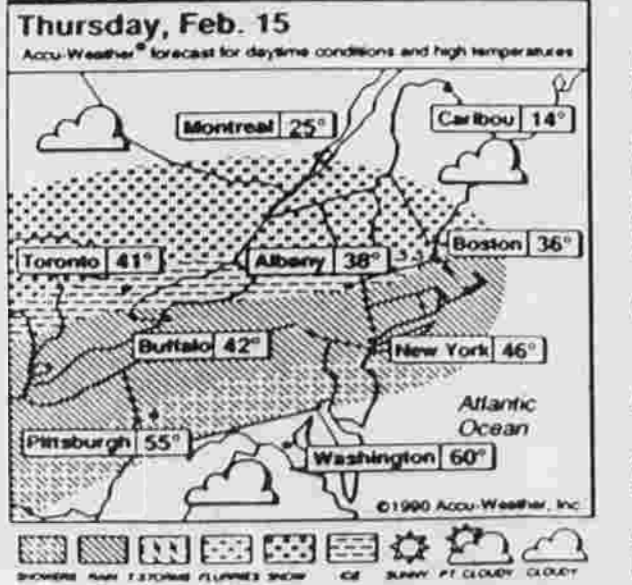 Thursday, Feb. 15
Accu-Weather® forecast for daytime conditions and high temperatures
Montreal 25°
Caribou 14°
Toronto 41°
Albany 38°
Boston 36°
Buffalo 42°
New York 46°
Atlantic
Ocean
Pittsburgh 55°
Washington 60°
©1990 Accu-Weather, Inc.
SHOWERS RAIN T-STORMS FLURRIES SNOW ICE SUNNY PT. CLOUDY CLOUDY